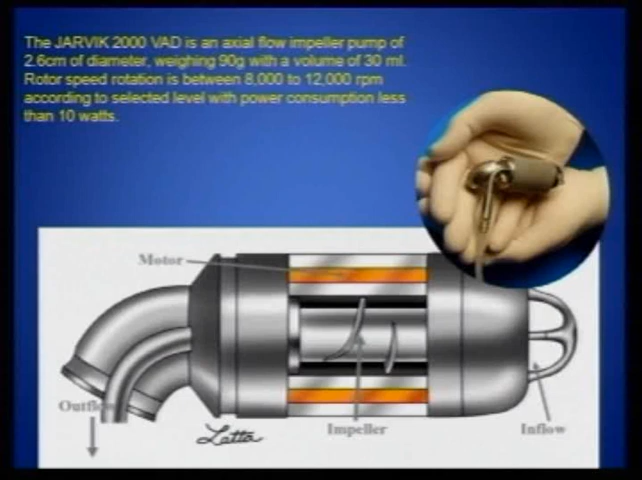 The JARVIK 2000 VAD is an axial flow impeller pump of
2.6cm of diameter, weighing 90g with a volume of 30 ml.
Rotor speed rotation is between 8,000 to 12,000 rpm
according to selected level with power consumption less
than 10 watts.
Motor
Outflow
Latta
Impeller
Inflow